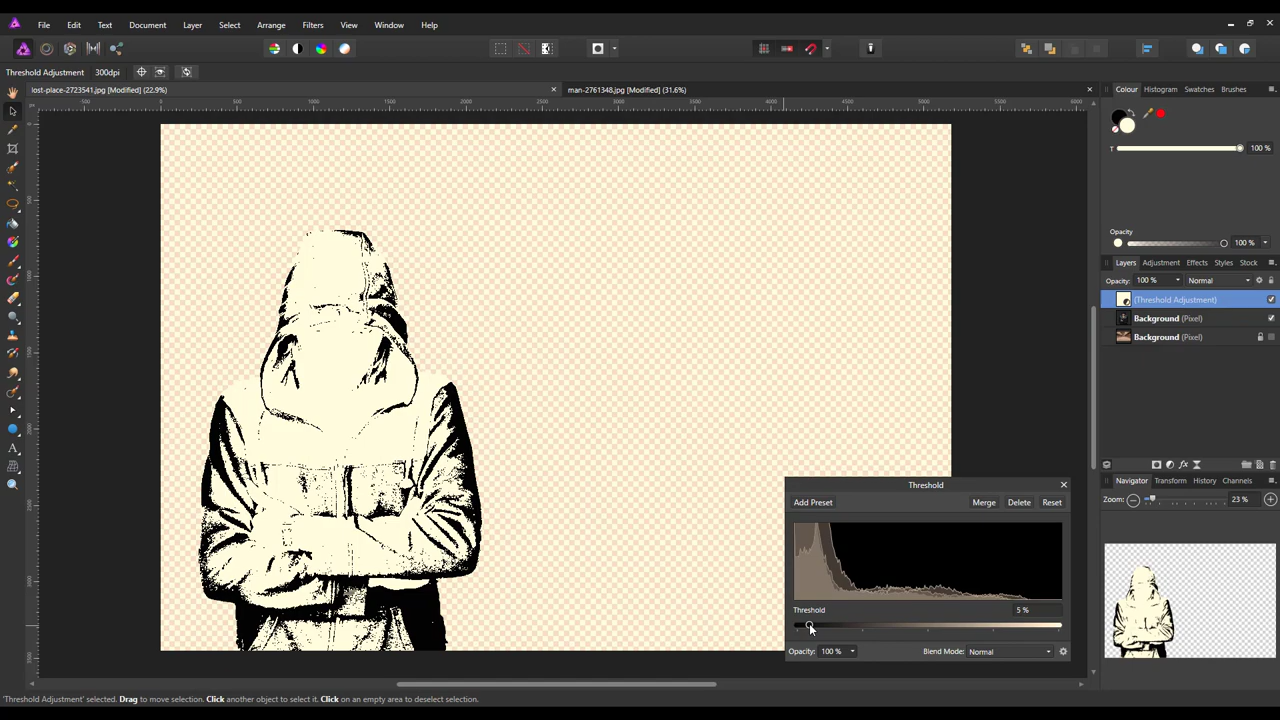 File Edit Text Document Layer Select Arrange Filters View Window Help
Threshold Adjustment 300dpi
lost-place-2723541.jpg [Modified] (22.9%)
man-2761348.jpg [Modified] (31.6%)
Colour Histogram Swatches Brushes
T 100 %
Opacity
100 %
Layers Adjustment Effects Styles Stock
Opacity: 100 % Normal
(Threshold Adjustment)
Background (Pixel)
Background (Pixel)
Navigator Transform History Channels
Zoom: 23 %
Threshold
Add Preset Merge Delete Reset
Threshold 5 %
Opacity: 100 % Blend Mode: Normal
'Threshold Adjustment' selected. Drag to move selection. Click another object to select it. Click on an empty area to deselect selection.